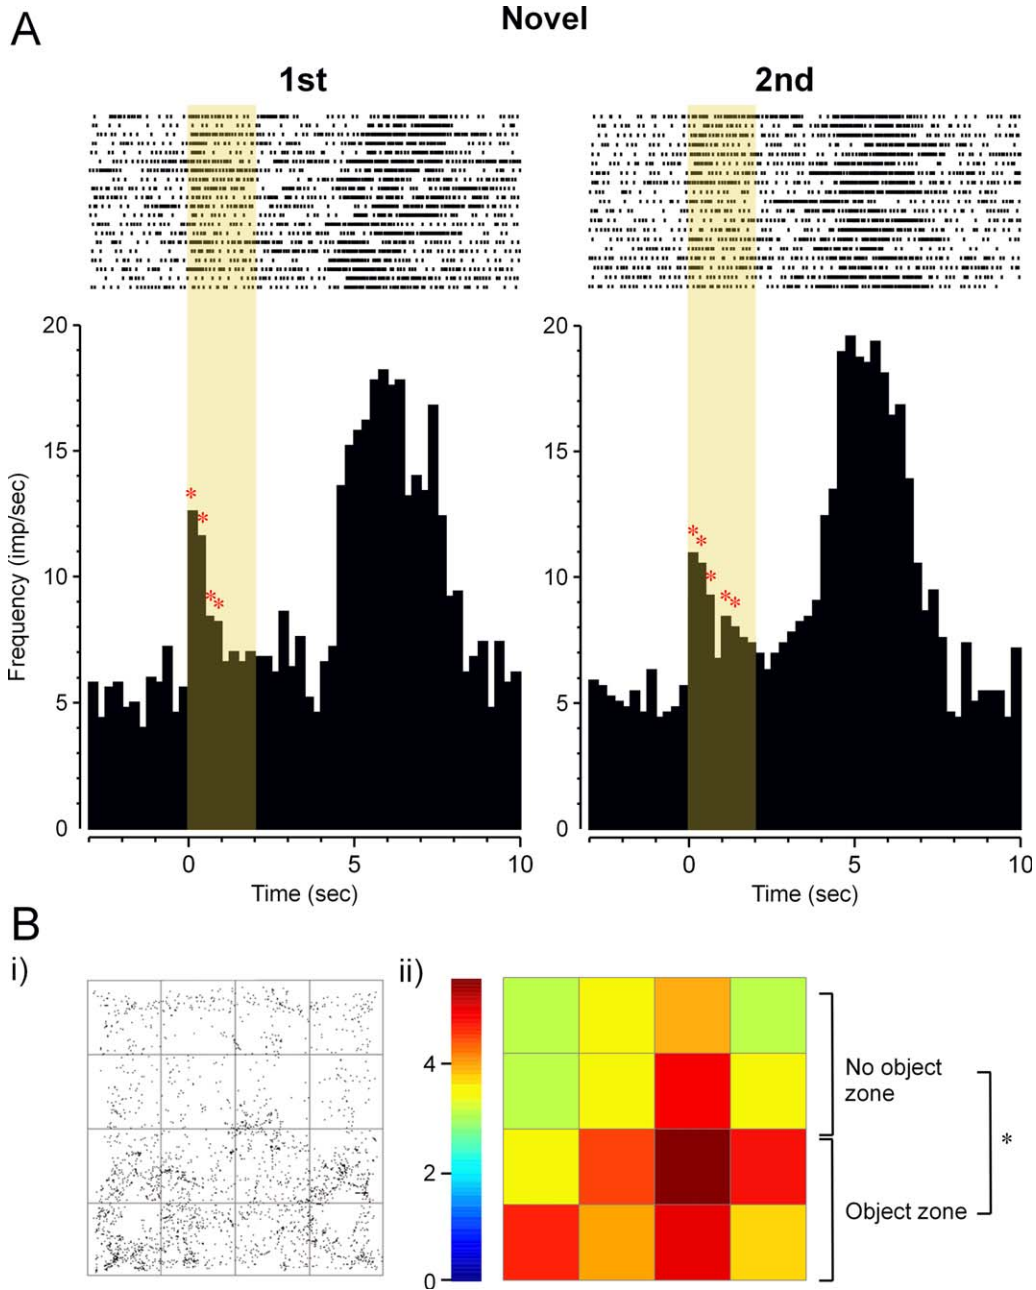 A
Novel
1st
2nd
20
15
10
5
0
Frequency (imp/sec)
* * * *
0 5 10
Time (sec)
20
15
10
5
0
* * * * *
0 5 10
Time (sec)
B
i)
ii)
4
2
0
No object
zone
*
Object zone